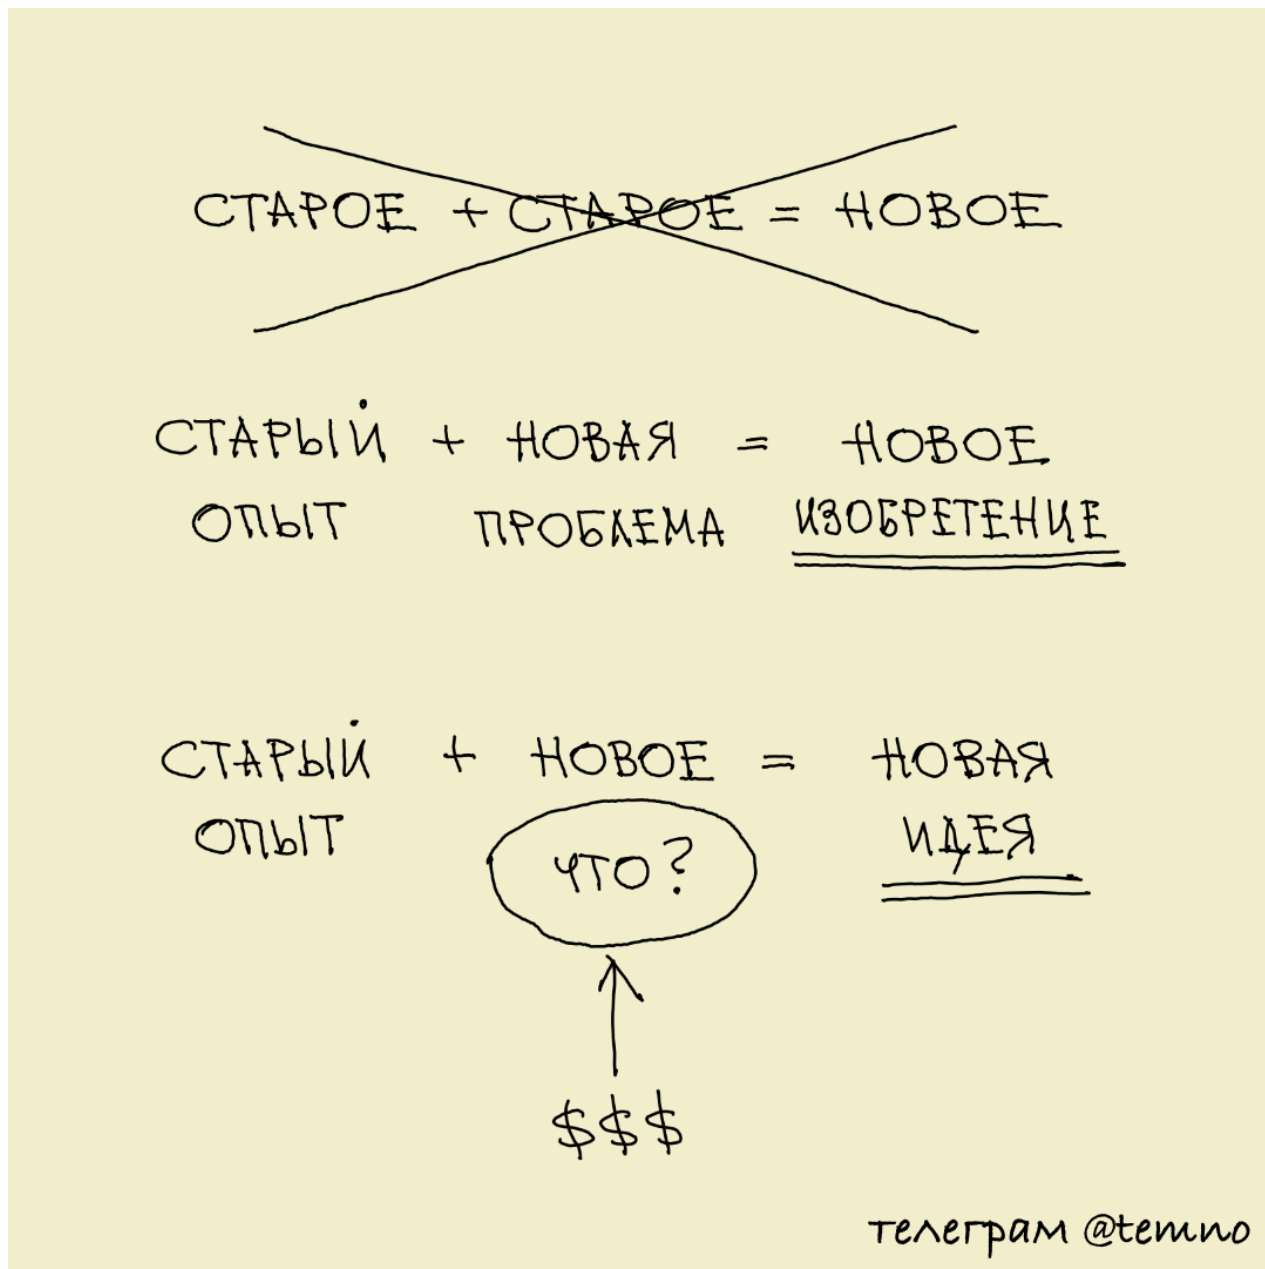 СТАРОЕ + СТАРОЕ = НОВОЕ
СТАРЫЙ + НОВАЯ = НОВОЕ
ОПЫТ ПРОБЛЕМА ИЗОБРЕТЕНИЕ
СТАРЫЙ + НОВОЕ = НОВАЯ
ОПЫТ ЧТО? ИДЕЯ
$$$
телеграм @temno